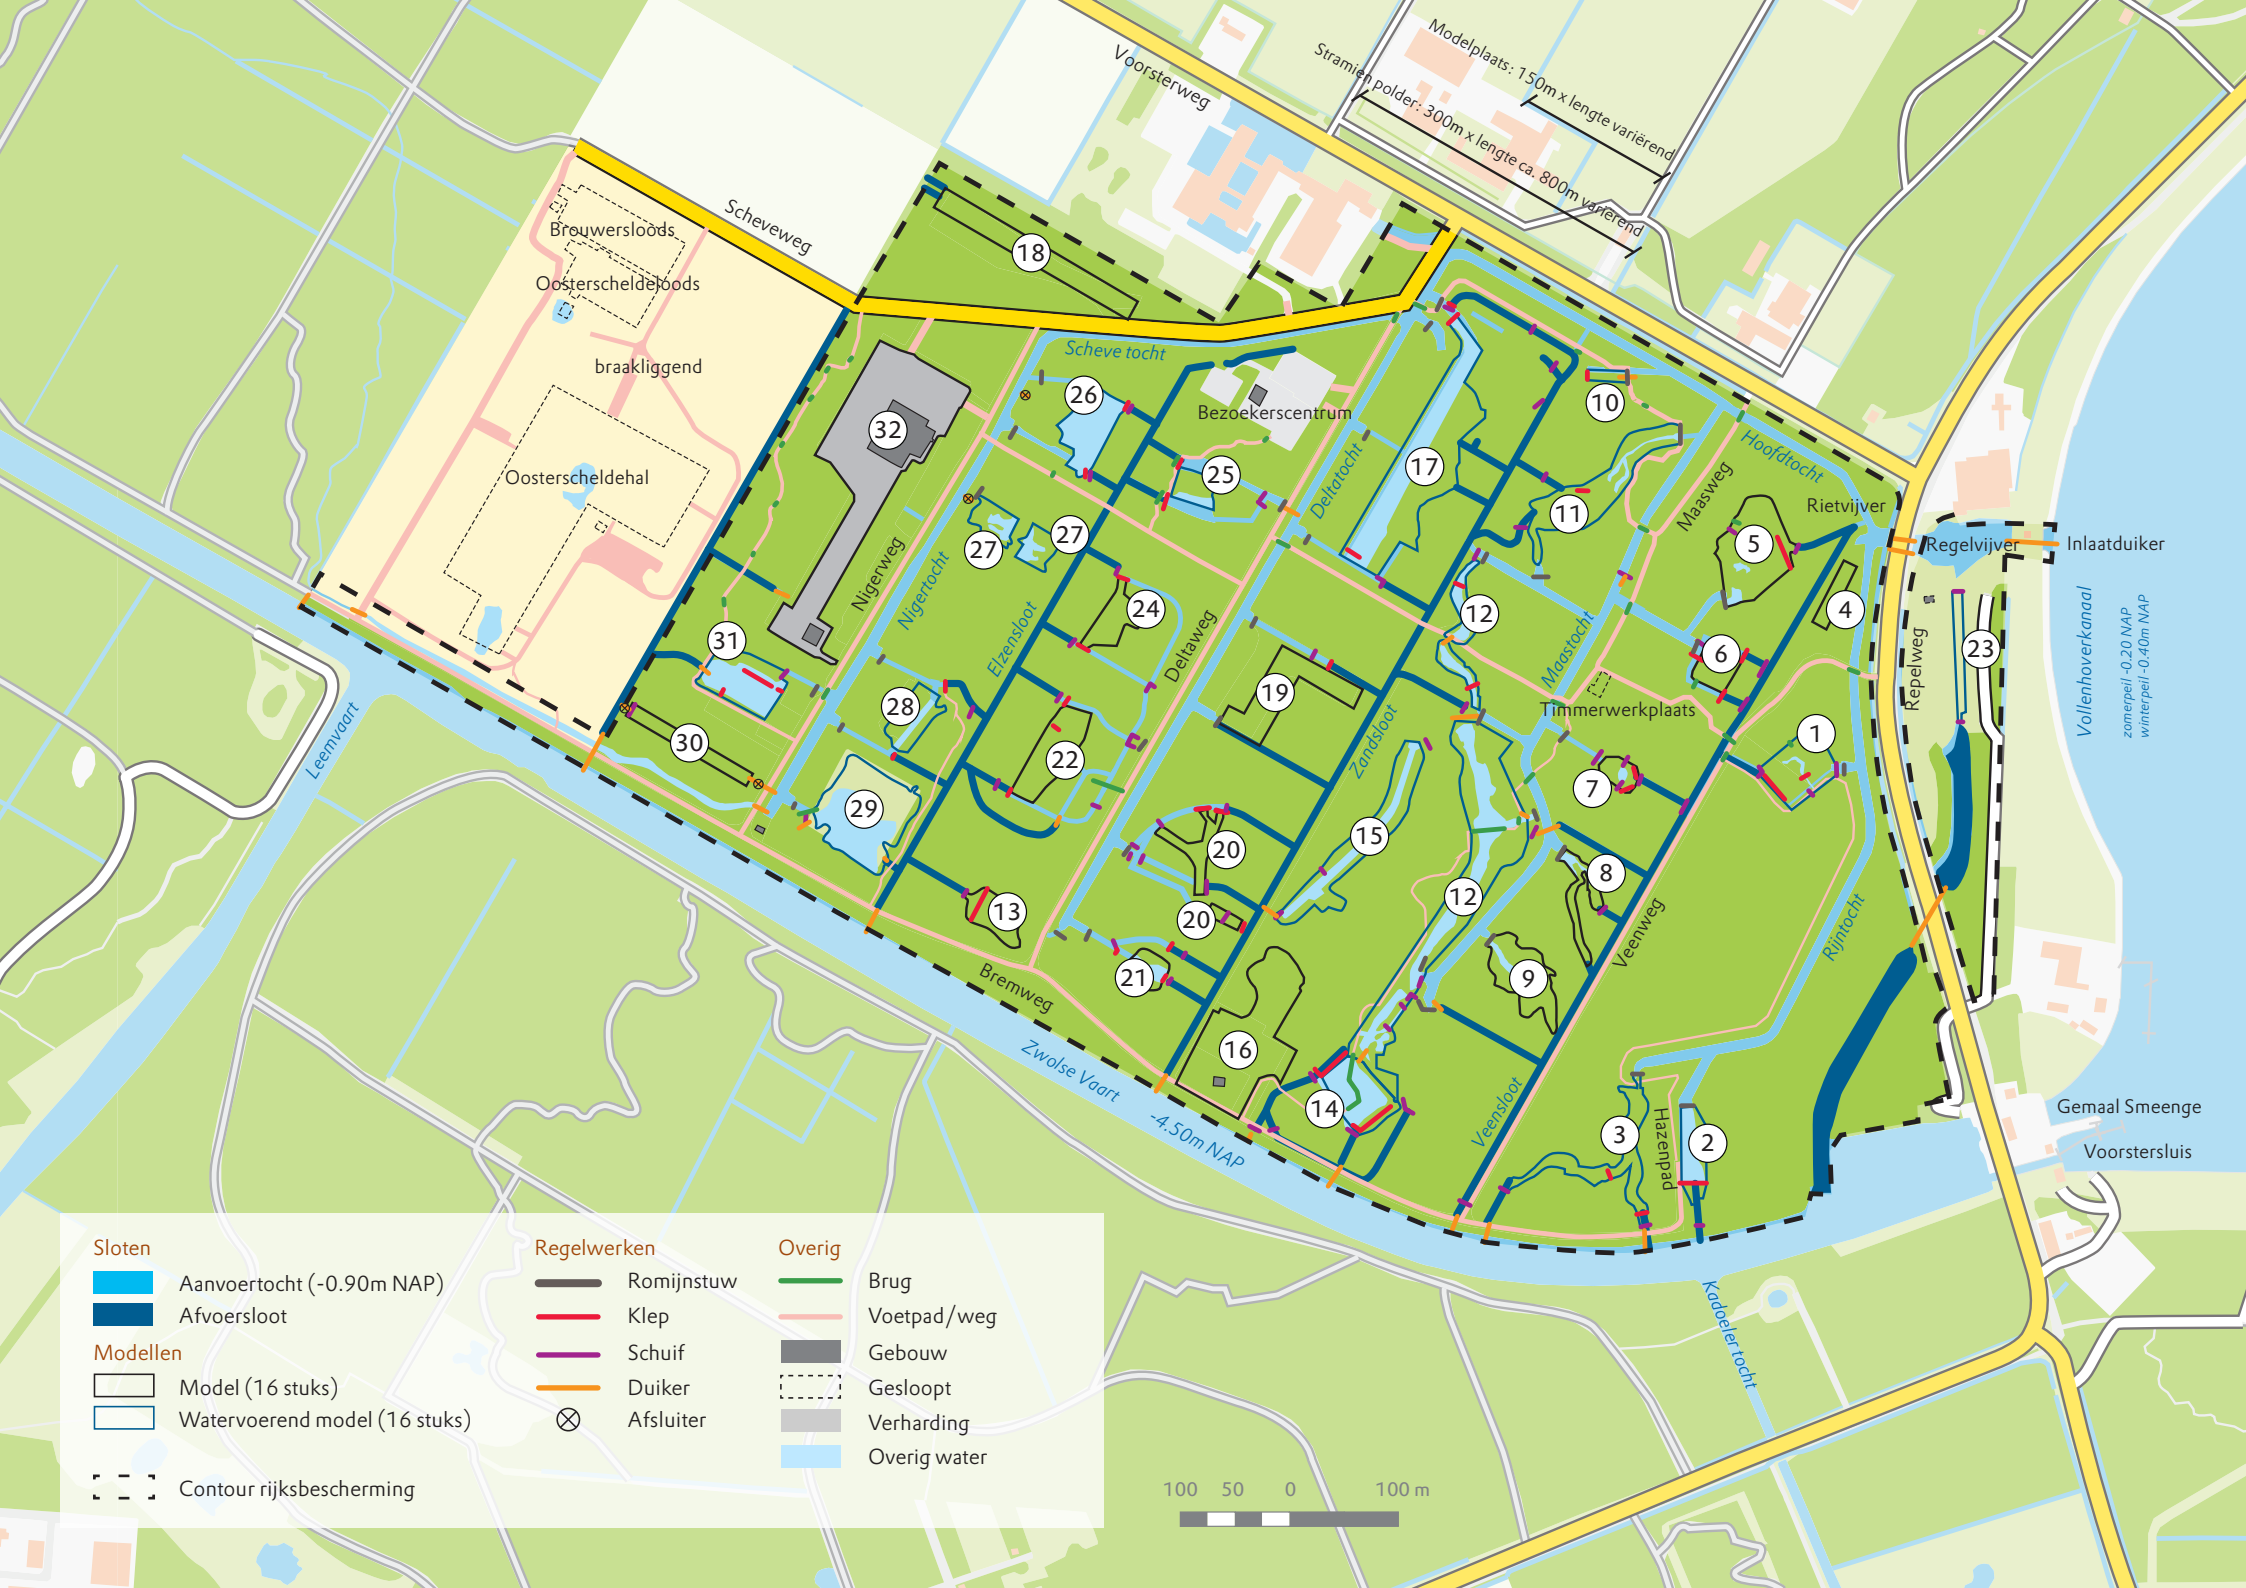 Voorsterweg
Modelplaats: 150m x lengte variërend
Stramien polder: 300m x lengte ca. 800m variërend
Scheveweg
Brouwersloods
Oosterscheldeloods
braakliggend
Oosterscheldehal
18
Scheve tocht
Bezoekerscentrum
Hoofdtocht
Rietvijver
Regelvijver
Inlaatduiker
Vollenhoverkanaal
zomerpeil -0.20 NAP
winterpeil -0.40m NAP
Repelweg
32
26
25
17
10
11
5
4
6
23
27
27
24
12
31
19
1
28
30
22
29
7
15
20
8
12
13
20
21
9
16
14
3
2
Nigerweg
Nigertocht
Elzensloot
Deltaweg
Deltatocht
Zandsloot
Maasweg
Maastocht
Timmerwerkplaats
Veenweg
Veensloot
Rijntocht
Hazenpad
Leemvaart
Bremweg
Zwolse Vaart
-4.50m NAP
Kadoelertocht
Gemaal Smeenge
Voorstersluis
Sloten
Aanvoertocht (-0.90m NAP)
Afvoersloot
Modellen
Model (16 stuks)
Watervoerend model (16 stuks)
Contour rijksbescherming
Regelwerken
Romijnstuw
Klep
Schuif
Duiker
Afsluiter
Overig
Brug
Voetpad/weg
Gebouw
Gesloopt
Verharding
Overig water
100 50 0 100 m